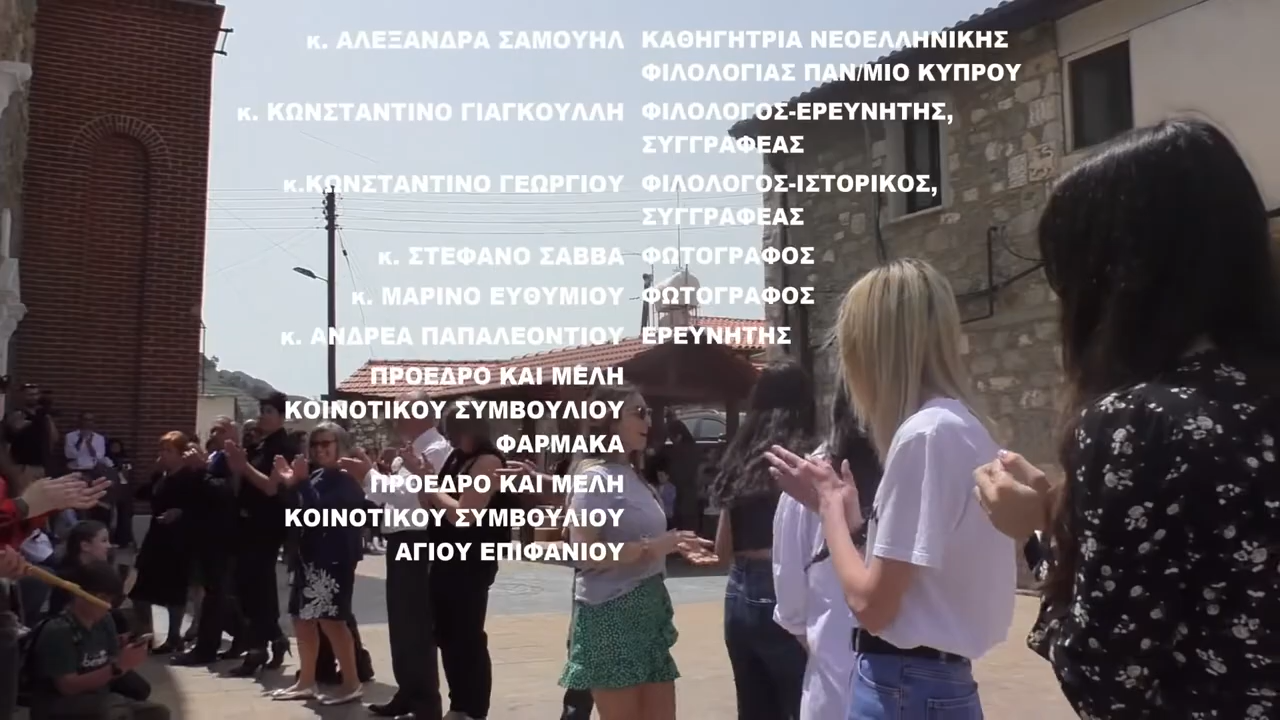 κ. ΑΛΕΞΑΝΔΡΑ ΣΑΜΟΥΗΛ ΚΑΘΗΓΗΤΡΙΑ ΝΕΟΕΛΛΗΝΙΚΗΣ
ΦΙΛΟΛΟΓΙΑΣ ΠΑΝ/ΜΙΟ ΚΥΠΡΟΥ
κ. ΚΩΝΣΤΑΝΤΙΝΟ ΓΙΑΓΚΟΥΛΛΗ ΦΙΛΟΛΟΓΟΣ-ΕΡΕΥΝΗΤΗΣ,
ΣΥΓΓΡΑΦΕΑΣ
κ.ΚΩΝΣΤΑΝΤΙΝΟ ΓΕΩΡΓΙΟΥ ΦΙΛΟΛΟΓΟΣ-ΙΣΤΟΡΙΚΟΣ,
ΣΥΓΓΡΑΦΕΑΣ
κ. ΣΤΕΦΑΝΟ ΣΑΒΒΑ ΦΩΤΟΓΡΑΦΟΣ
κ. ΜΑΡΙΝΟ ΕΥΘΥΜΙΟΥ ΦΩΤΟΓΡΑΦΟΣ
κ. ΑΝΔΡΕΑ ΠΑΠΑΛΕΟΝΤΙΟΥ ΕΡΕΥΝΗΤΗΣ
ΠΡΟΕΔΡΟ ΚΑΙ ΜΕΛΗ
ΚΟΙΝΟΤΙΚΟΥ ΣΥΜΒΟΥΛΙΟΥ
ΦΑΡΜΑΚΑ
ΠΡΟΕΔΡΟ ΚΑΙ ΜΕΛΗ
ΚΟΙΝΟΤΙΚΟΥ ΣΥΜΒΟΥΛΙΟΥ
ΑΓΙΟΥ ΕΠΙΦΑΝΙΟΥ